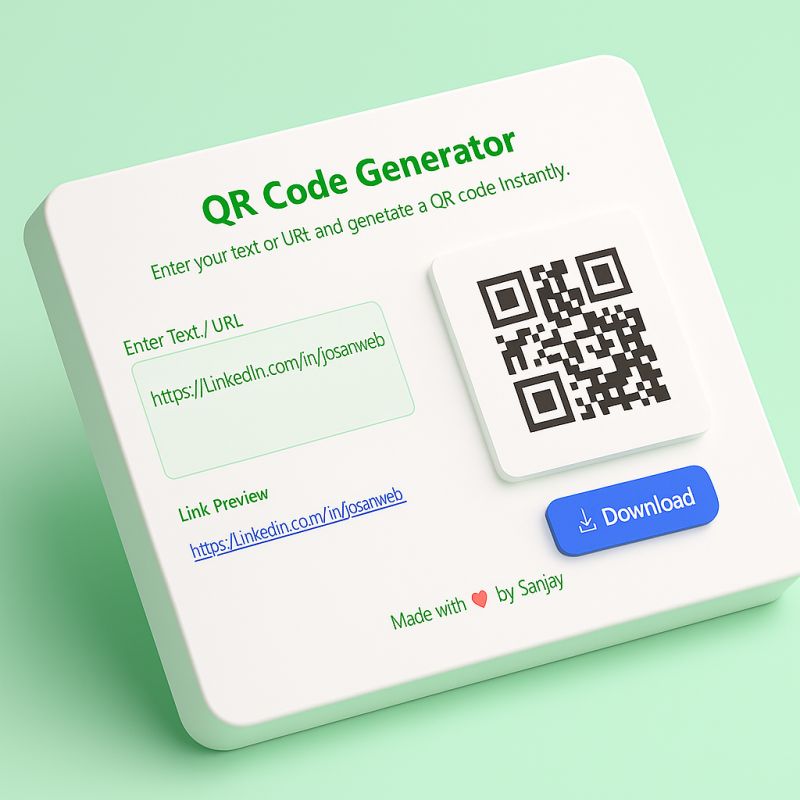 QR Code Generator
Enter your text or URt and genetate a QR code Instantly.
Enter Text./ URL
https://LinkedIn.com/in/josanweb
Link Preview
https:/Linkedin.co.m/in/josanweb
Download
Made with ❤ by Sanjay